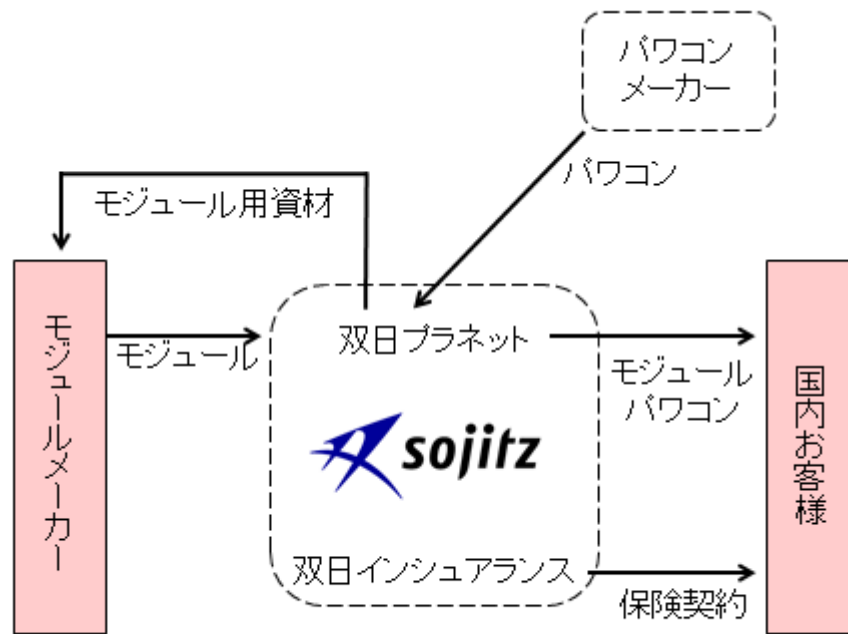 パワコン
メーカー
パワコン
モジュール用資材
モジュールメーカー
モジュール
双日プラネット
モジュール
パワコン
国内お客様
sojitz
双日インシュアランス
保険契約